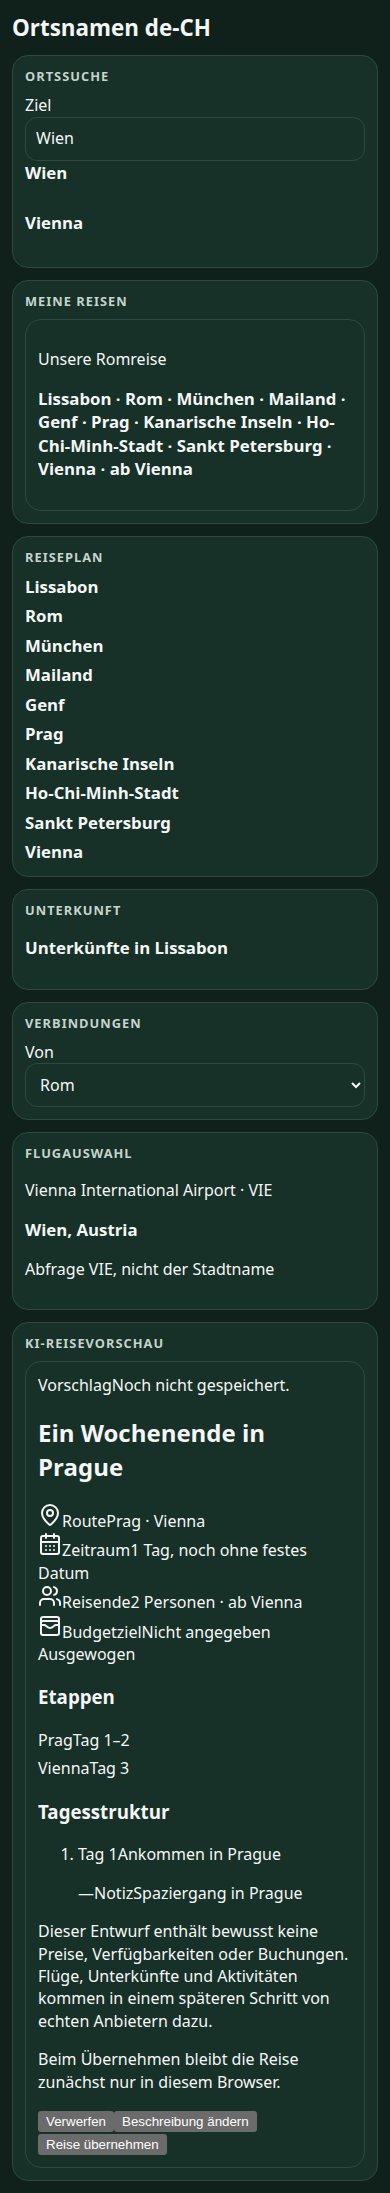 Ortsnamen de-CH
ORTSSUCHE
Ziel
Wien
Wien
Vienna
MEINE REISEN
Unsere Romreise
Lissabon · Rom · München · Mailand ·
Genf · Prag · Kanarische Inseln · Ho-
Chi-Minh-Stadt · Sankt Petersburg ·
Vienna · ab Vienna
REISEPLAN
Lissabon
Rom
München
Mailand
Genf
Prag
Kanarische Inseln
Ho-Chi-Minh-Stadt
Sankt Petersburg
Vienna
UNTERKUNFT
Unterkünfte in Lissabon
VERBINDUNGEN
Von
Rom
FLUGAUSWAHL
Vienna International Airport · VIE
Wien, Austria
Abfrage VIE, nicht der Stadtname
KI-REISEVORSCHAU
VorschlagNoch nicht gespeichert.
Ein Wochenende in
Prague
RoutePrag · Vienna
Zeitraum1 Tag, noch ohne festes
Datum
Reisende2 Personen · ab Vienna
BudgetzielNicht angegeben
Ausgewogen
Etappen
PragTag 1–2
ViennaTag 3
Tagesstruktur
1. Tag 1Ankommen in Prague
—NotizSpaziergang in Prague
Dieser Entwurf enthält bewusst keine
Preise, Verfügbarkeiten oder Buchungen.
Flüge, Unterkünfte und Aktivitäten
kommen in einem späteren Schritt von
echten Anbietern dazu.
Beim Übernehmen bleibt die Reise
zunächst nur in diesem Browser.
Verwerfen Beschreibung ändern
Reise übernehmen